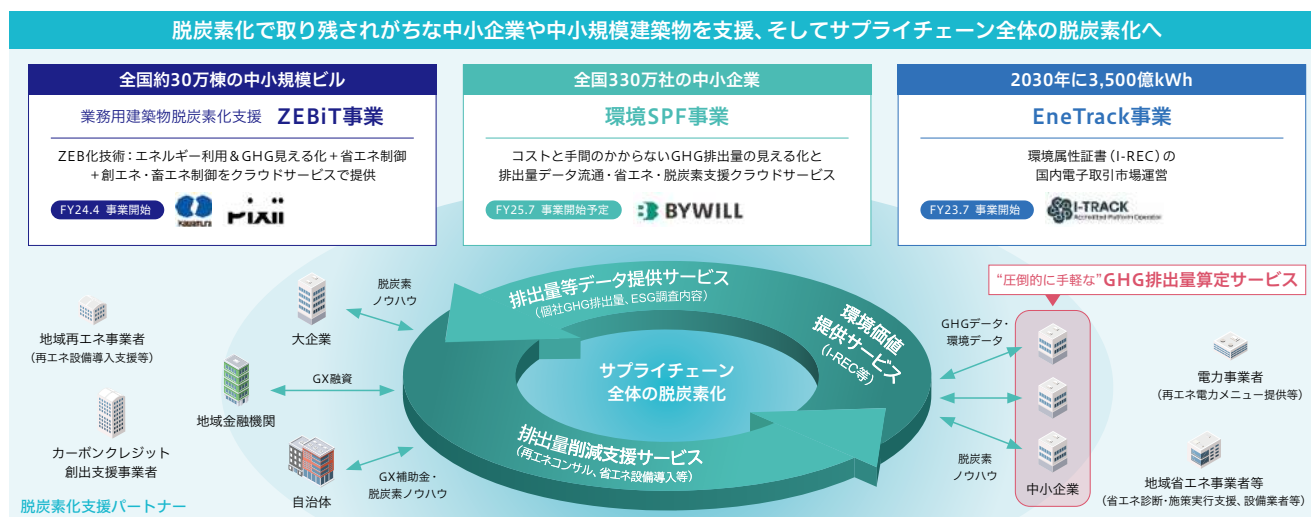 脱炭素化で取り残されがちな中小企業や中小規模建築物を支援、そしてサプライチェーン全体の脱炭素化へ
全国約30万棟の中小規模ビル
業務用建築物脱炭素化支援 ZEBiT事業
ZEB化技術：エネルギー利用＆GHG見える化＋省エネ制御
＋創エネ・畜エネ制御をクラウドサービスで提供
FY24.4 事業開始
kawamura
PIXII
全国330万社の中小企業
環境SPF事業
コストと手間のかからないGHG排出量の見える化と
排出量データ流通・省エネ・脱炭素支援クラウドサービス
FY25.7 事業開始予定
BYWILL
2030年に3,500億kWh
EneTrack事業
環境属性証書（I-REC）の
国内電子取引市場運営
FY23.7 事業開始
I-TRACK
Accredited Platform Operator
“圧倒的に手軽な”GHG排出量算定サービス
地域再エネ事業者
（再エネ設備導入支援等）
カーボンクレジット
創出支援事業者
脱炭素化支援パートナー
大企業
脱炭素
ノウハウ
地域金融機関
GX融資
自治体
GX補助金・
脱炭素ノウハウ
排出量等データ提供サービス
（個社GHG排出量、ESG調査内容）
環境価値
提供サービス
（I-REC等）
サプライチェーン
全体の脱炭素化
排出量削減支援サービス
（再エネコンサル、省エネ設備導入等）
GHGデータ・
環境データ
脱炭素
ノウハウ
中小企業
電力事業者
（再エネ電力メニュー提供等）
地域省エネ事業者等
（省エネ診断・施策実行支援、設備業者等）